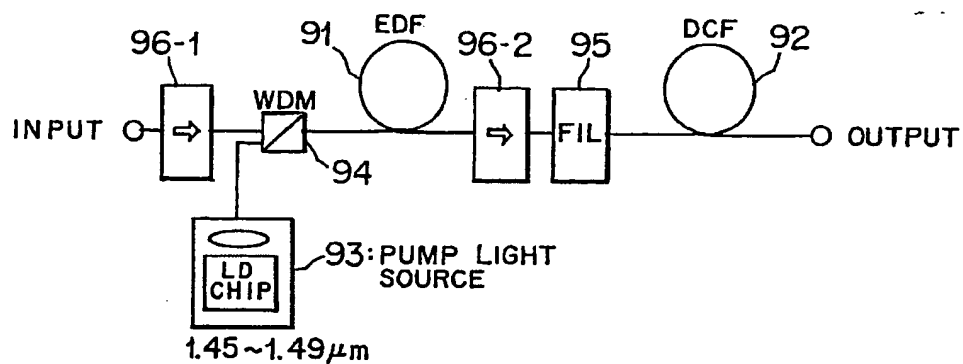 91
EDF
96-2
95
DCF
92
96-1
WDM
INPUT
⇨
94
⇨
FIL
OUTPUT
LD
CHIP
93: PUMP LIGHT
SOURCE
1.45~1.49μm